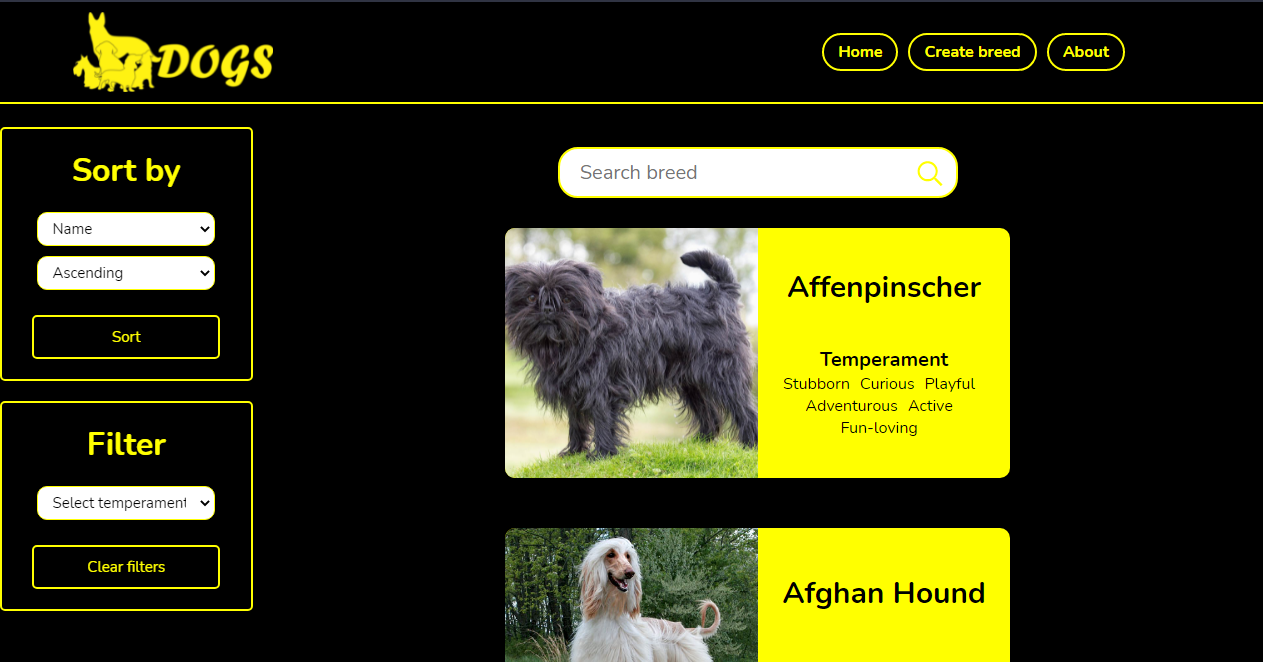 DOGS
Home
Create breed
About
Sort by
Name
Ascending
Sort
Filter
Select temperament
Clear filters
Search breed
Affenpinscher
Temperament
Stubborn Curious Playful
Adventurous Active
Fun-loving
Afghan Hound